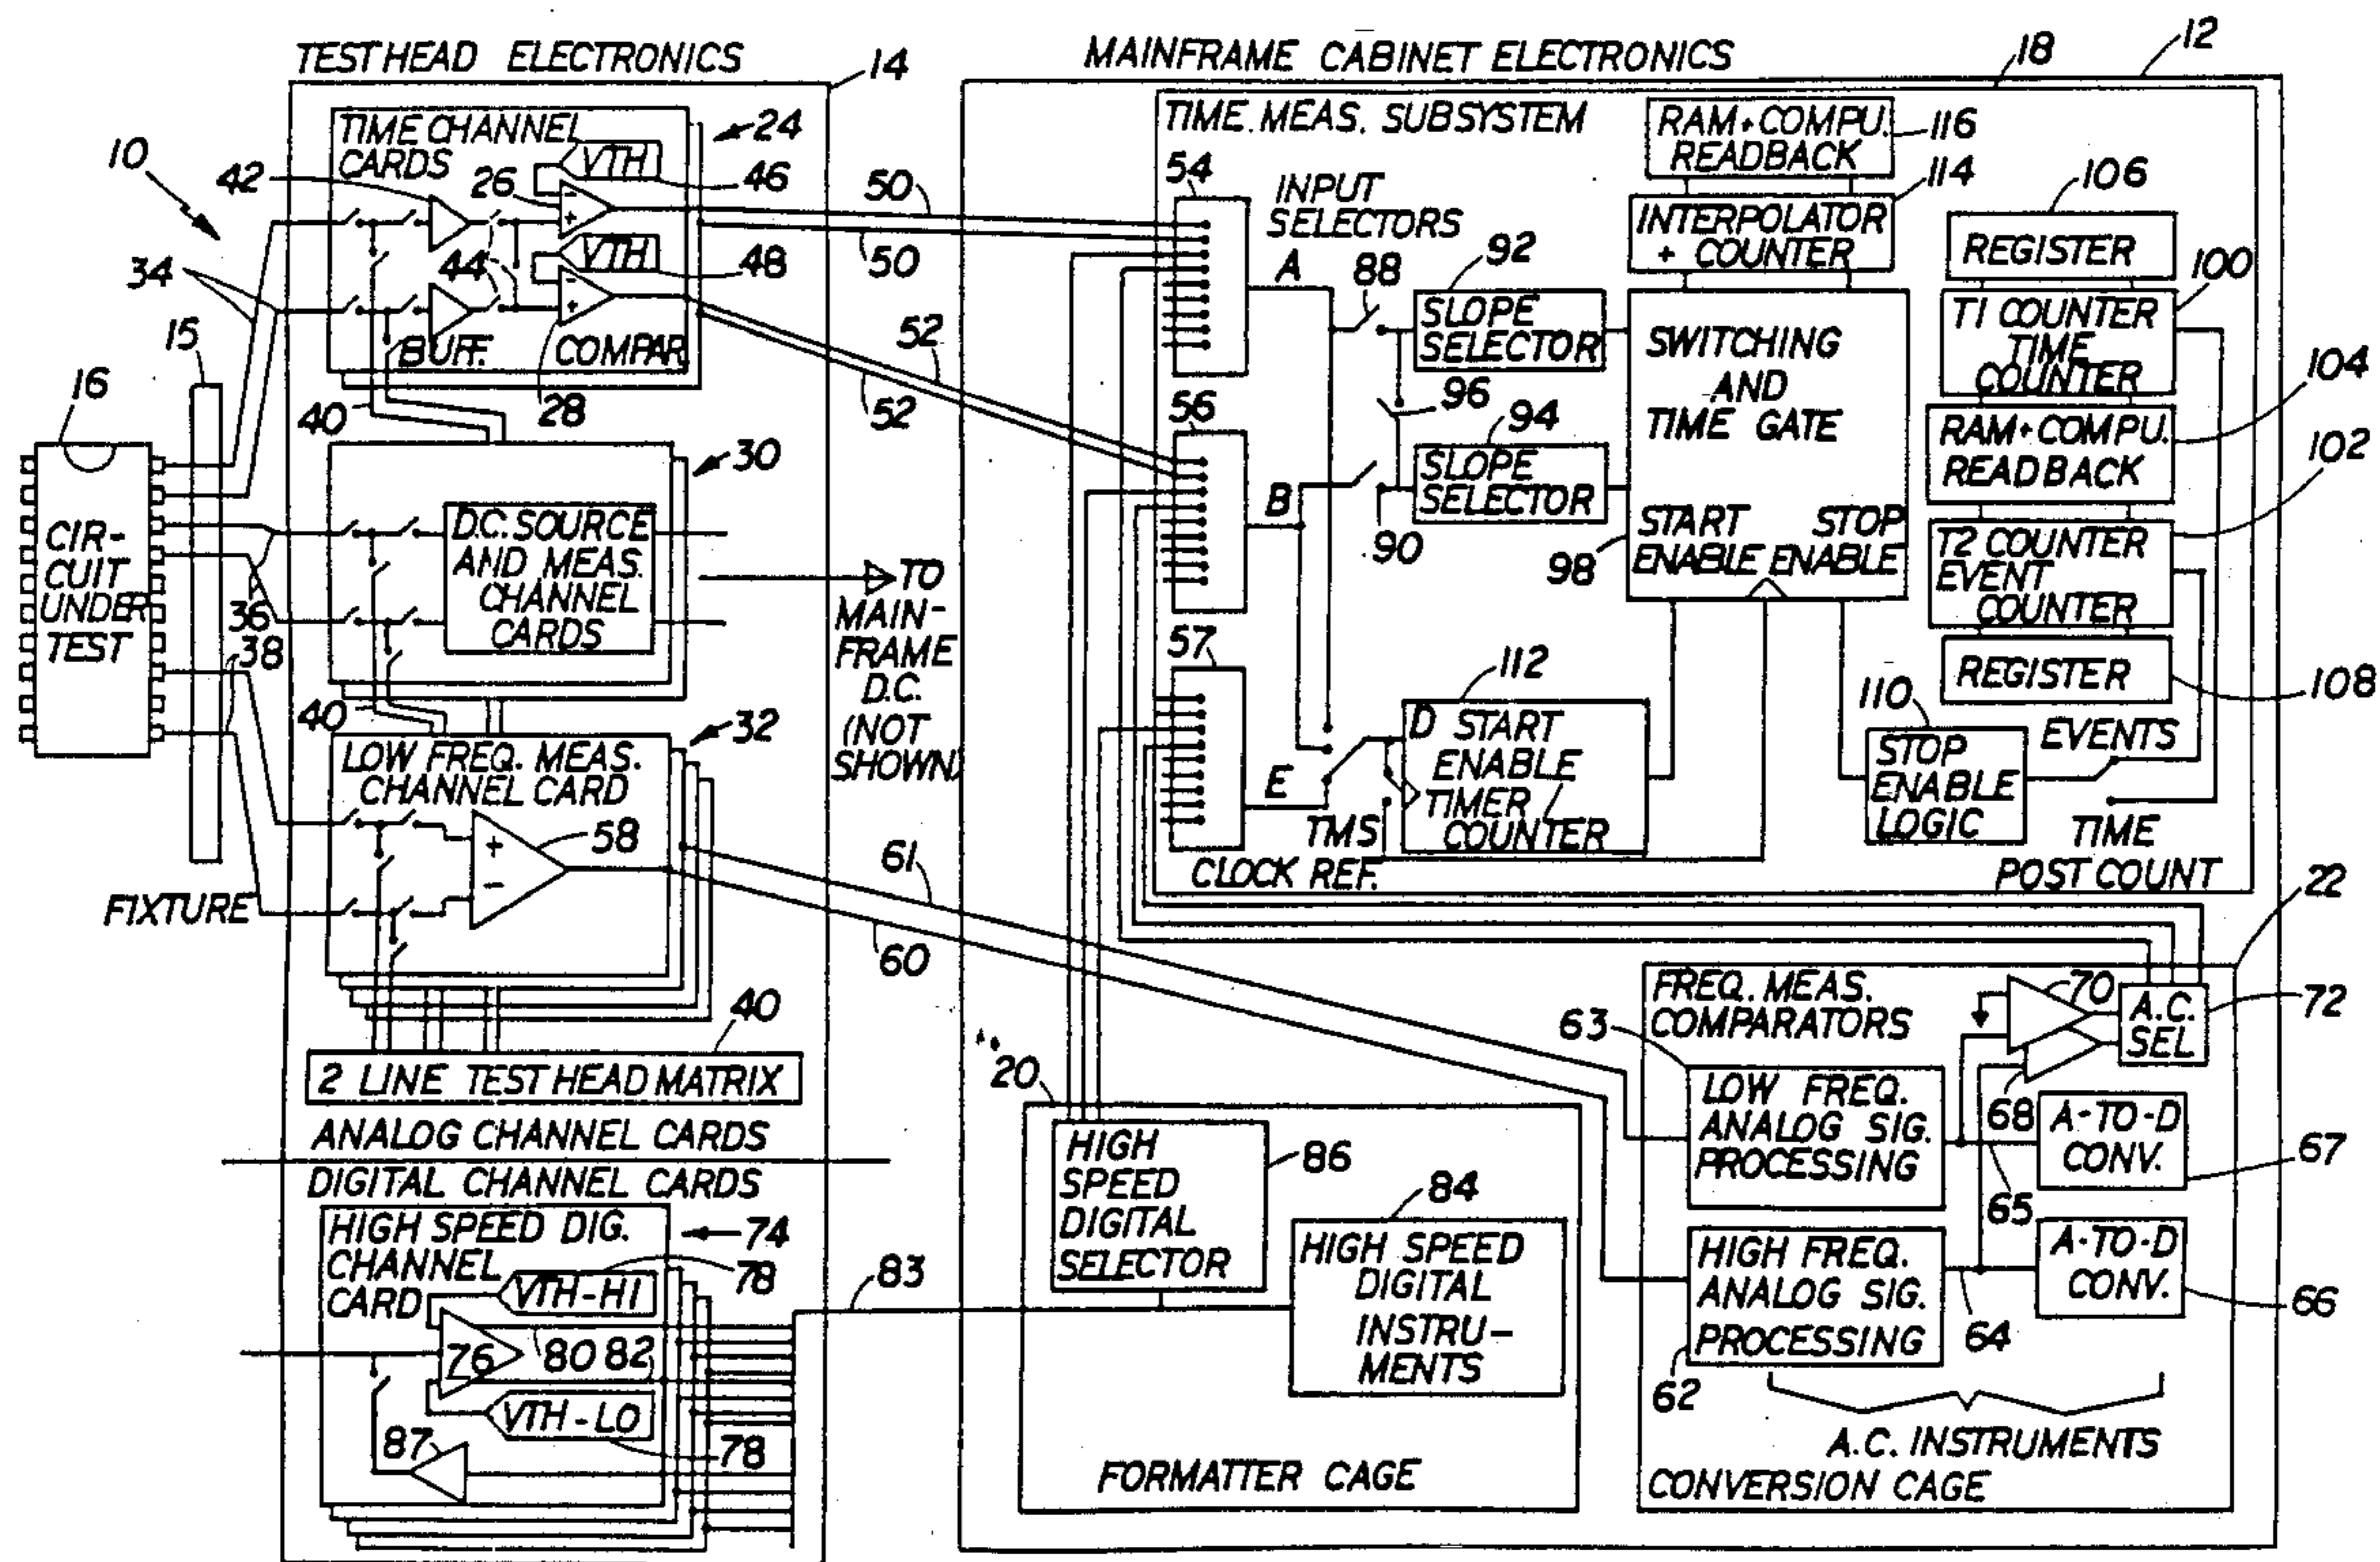 TEST HEAD ELECTRONICS
14
MAINFRAME CABINET ELECTRONICS
18
12
10
TIME CHANNEL
CARDS
24
42
26
VTH
46
VTH
48
44
34
BUFF.
COMPAR.
28
40
50
50
52
52
15
16
CIR-
CUIT
UNDER
TEST
36
38
FIXTURE
30
D.C. SOURCE
AND MEAS.
CHANNEL
CARDS
TO
MAIN-
FRAME
D.C.
(NOT
SHOWN)
40
32
LOW FREQ. MEAS.
CHANNEL CARD
+
-
58
61
60
40
2 LINE TEST HEAD MATRIX
ANALOG CHANNEL CARDS
DIGITAL CHANNEL CARDS
HIGH SPEED DIG.
CHANNEL
CARD
74
VTH-HI
78
76
80
82
VTH-LO
78
87
83
TIME. MEAS. SUBSYSTEM
54
INPUT
SELECTORS
A
88
92
SLOPE
SELECTOR
96
56
94
SLOPE
SELECTOR
B
90
98
57
E
TMS
CLOCK REF.
112
D START
ENABLE
TIMER/
COUNTER
RAM+COMPU.
READBACK
116
114
INTERPOLATOR
+ COUNTER
SWITCHING
AND
TIME GATE
START
ENABLE
STOP
ENABLE
106
REGISTER
100
T1 COUNTER
TIME
COUNTER
104
RAM+COMPU.
READBACK
102
T2 COUNTER
EVENT
COUNTER
REGISTER
108
110
STOP
ENABLE
LOGIC
EVENTS
TIME
POST COUNT
22
20
HIGH
SPEED
DIGITAL
SELECTOR
86
84
HIGH SPEED
DIGITAL
INSTRU-
MENTS
FORMATTER CAGE
FREQ. MEAS.
COMPARATORS
70
A.C.
SEL
72
63
LOW FREQ.
ANALOG SIG.
PROCESSING
68
65
A-TO-D
CONV.
67
HIGH FREQ.
ANALOG SIG.
PROCESSING
62
64
A-TO-D
CONV.
66
A.C. INSTRUMENTS
CONVERSION CAGE